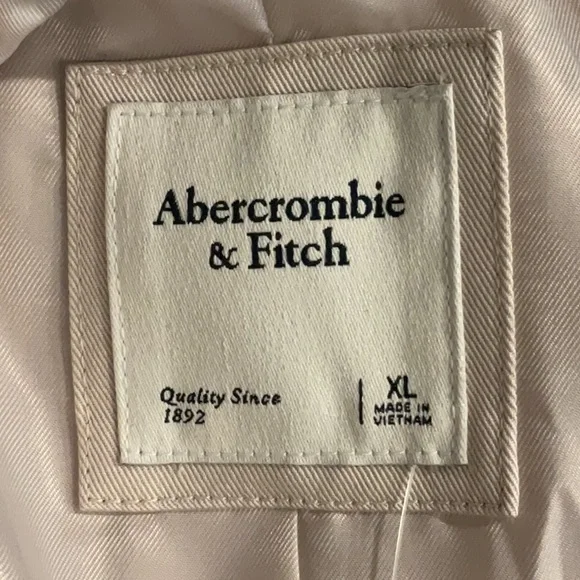 Abercrombie
& Fitch
Quality Since
1892
XL
MADE IN
VIETNAM